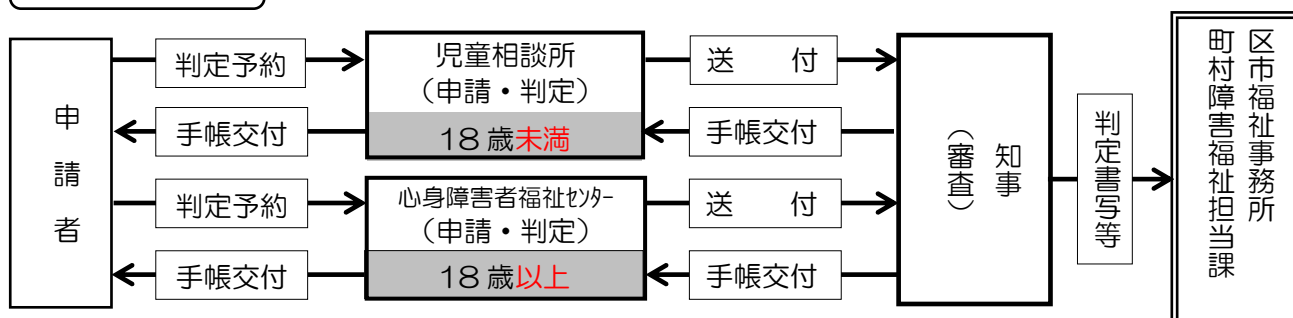 申請者
判定予約
児童相談所
（申請・判定）
18歳未満
送　付
手帳交付
手帳交付
判定予約
心身障害者福祉ｾﾝﾀｰ
（申請・判定）
18歳以上
送　付
手帳交付
手帳交付
知事
（審査）
判定書写等
区市福祉事務所
町村障害福祉担当課